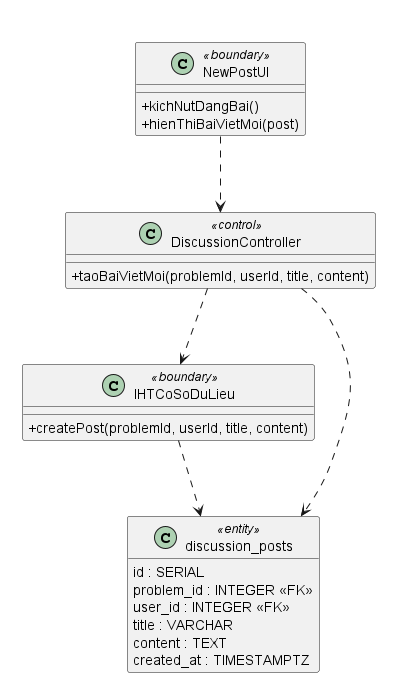 C
«boundary»
NewPostUI
+kichNutDangBai()
+hienThiBaiVietMoi(post)
C
«control»
DiscussionController
+taoBaiVietMoi(problemId, userId, title, content)
C
«boundary»
IHTCoSoDuLieu
+createPost(problemId, userId, title, content)
C
«entity»
discussion_posts
id : SERIAL
problem_id : INTEGER «FK»
user_id : INTEGER «FK»
title : VARCHAR
content : TEXT
created_at : TIMESTAMPTZ